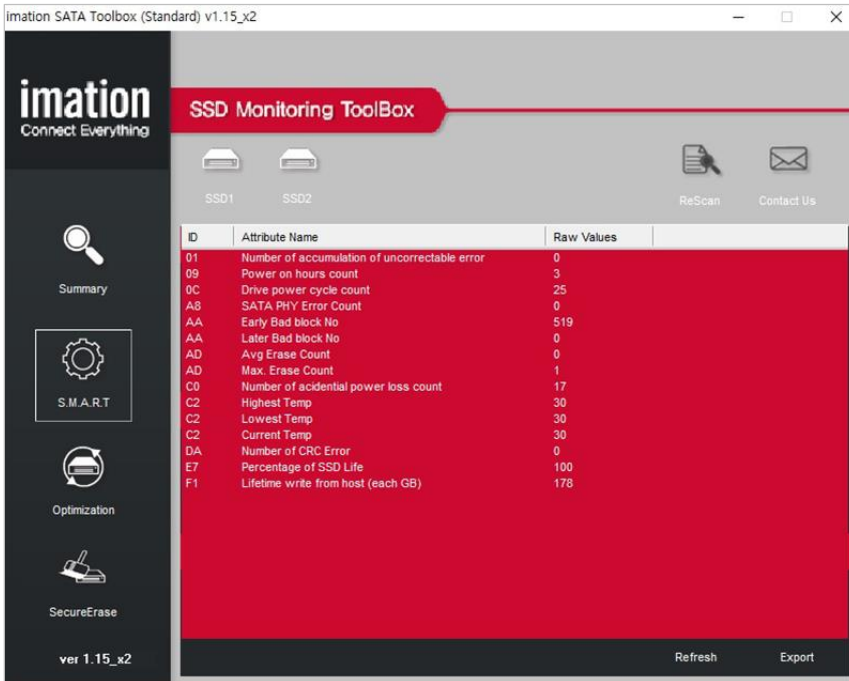 imation SATA Toolbox (Standard) v1.15_x2
imation
Connect Everything
SSD Monitoring ToolBox
SSD1 SSD2 ReScan Contact Us
ID Attribute Name Raw Values
01 Number of accumulation of uncorrectable error 0
09 Power on hours count 3
0C Drive power cycle count 25
A8 SATA PHY Error Count 0
AA Early Bad block No 519
AA Later Bad block No 0
AD Avg Erase Count 0
AD Max. Erase Count 1
C0 Number of acidential power loss count 17
C2 Highest Temp 30
C2 Lowest Temp 30
C2 Current Temp 30
DA Number of CRC Error 0
E7 Percentage of SSD Life 100
F1 Lifetime write from host (each GB) 178
Summary
S.M.A.R.T
Optimization
SecureErase
ver 1.15_x2
Refresh Export